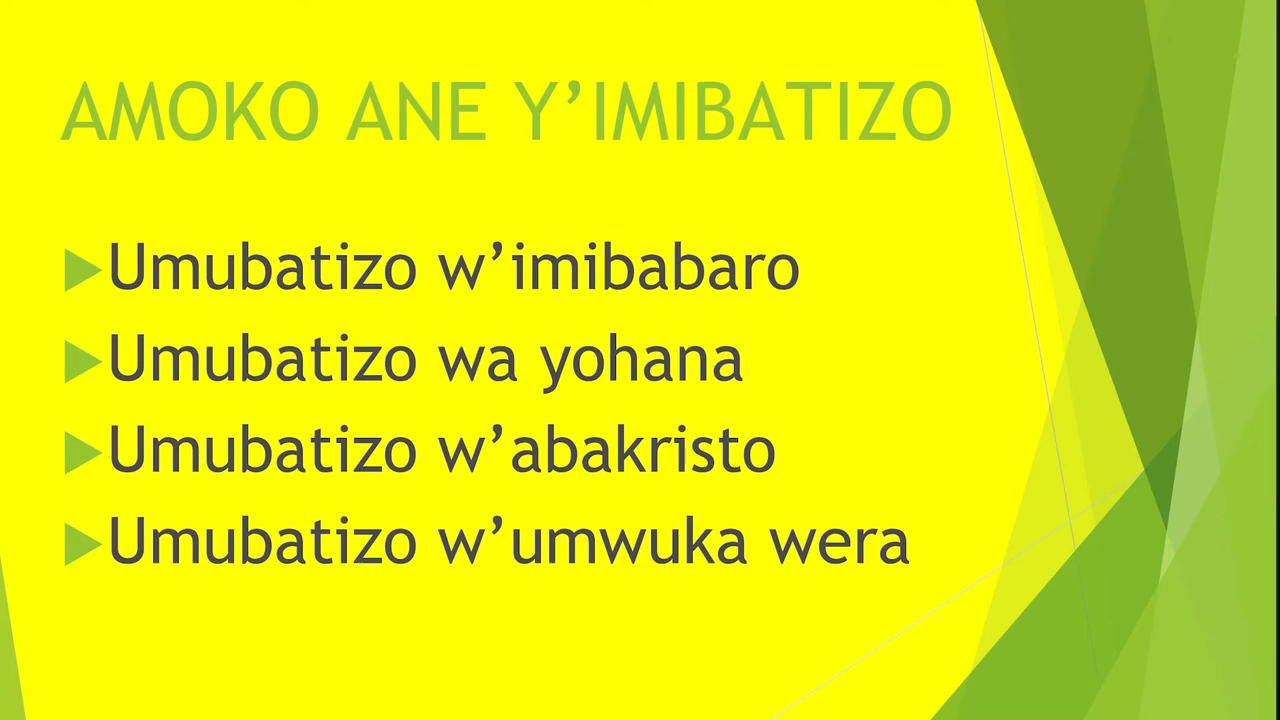 AMOKO ANE Y’IMIBATIZO
Umubatizo w’imibabaro
Umubatizo wa yohana
Umubatizo w’abakristo
Umubatizo w’umwuka wera